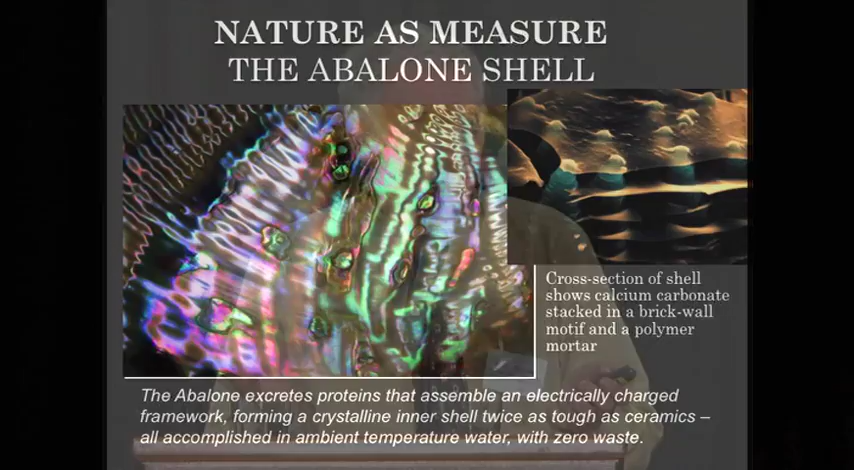 NATURE AS MEASURE
THE ABALONE SHELL
Cross-section of shell
shows calcium carbonate
stacked in a brick-wall
motif and a polymer
mortar
The Abalone excretes proteins that assemble an electrically charged
framework, forming a crystalline inner shell twice as tough as ceramics –
all accomplished in ambient temperature water, with zero waste.